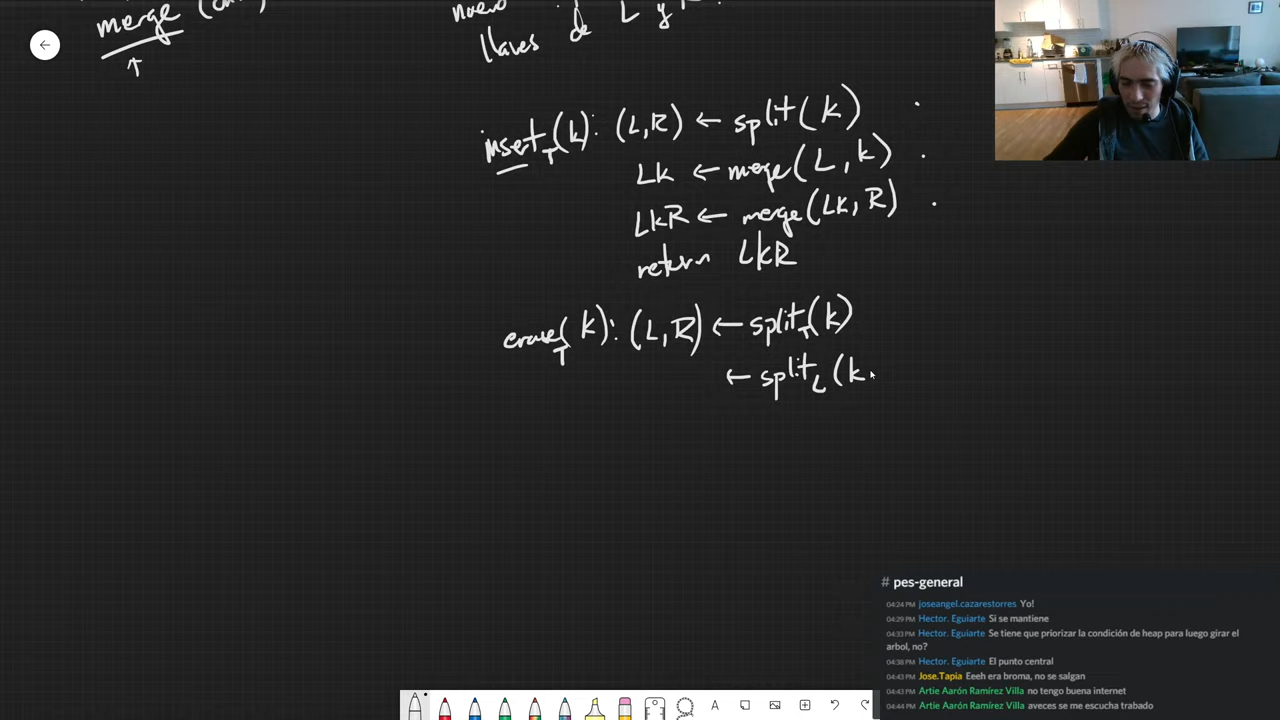 merge (
nuevo
llaves de L y R
insert_T(k): (L,R) ← split(k)
Lk ← merge(L,k)
LkR ← merge(Lk,R)
return LkR
erase_T(k): (L,R) ← split_T(k)
← split_L(k
# pes-general
04:24 PM joseangel.cazarestorres Yo!
04:29 PM Hector. Eguiarte Si se mantiene
04:33 PM Hector. Eguiarte Se tiene que priorizar la condición de heap para luego girar el
arbol, no?
04:38 PM Hector. Eguiarte El punto central
04:43 PM Jose.Tapia Eeeh era broma, no se salgan
04:43 PM Artie Aarón Ramírez Villa no tengo buena internet
04:44 PM Artie Aarón Ramírez Villa aveces se me escucha trabado